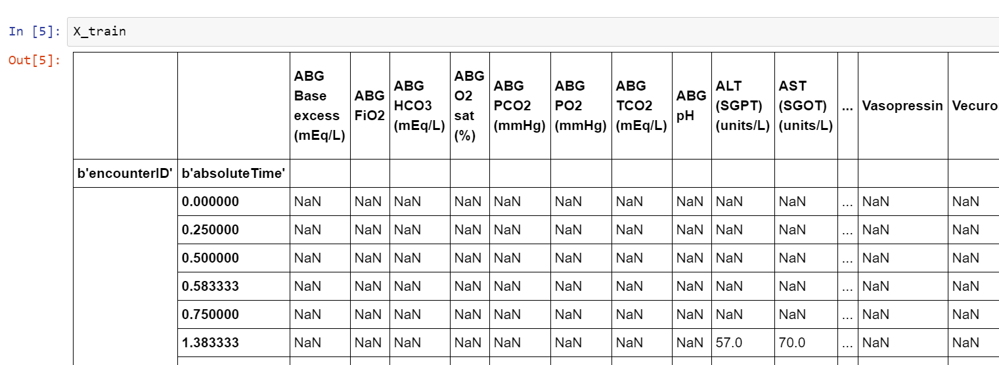 In [5]: X_train
Out[5]:
ABG Base excess (mEq/L) ABG FiO2 ABG HCO3 (mEq/L) ABG O2 sat (%) ABG PCO2 (mmHg) ABG PO2 (mmHg) ABG TCO2 (mEq/L) ABG pH ALT (SGPT) (units/L) AST (SGOT) (units/L) ... Vasopressin Vecuro
b'encounterID' b'absoluteTime'
0.000000 NaN NaN NaN NaN NaN NaN NaN NaN NaN NaN ... NaN NaN
0.250000 NaN NaN NaN NaN NaN NaN NaN NaN NaN NaN ... NaN NaN
0.500000 NaN NaN NaN NaN NaN NaN NaN NaN NaN NaN ... NaN NaN
0.583333 NaN NaN NaN NaN NaN NaN NaN NaN NaN NaN ... NaN NaN
0.750000 NaN NaN NaN NaN NaN NaN NaN NaN NaN NaN ... NaN NaN
1.383333 NaN NaN NaN NaN NaN NaN NaN NaN 57.0 70.0 ... NaN NaN